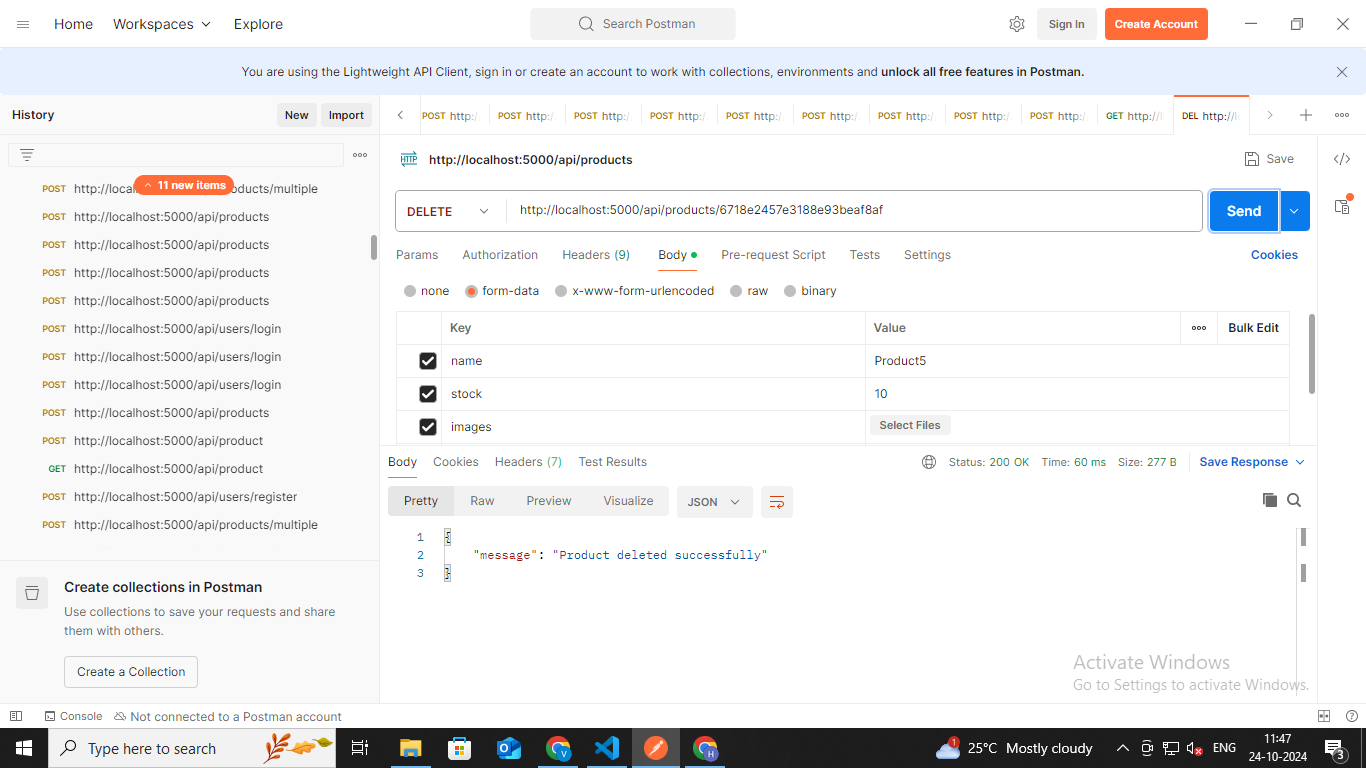 Home Workspaces Explore Search Postman Sign In Create Account
You are using the Lightweight API Client, sign in or create an account to work with collections, environments and unlock all free features in Postman.
History New Import
POST http:/ POST http:/ POST http:/ POST http:/ POST http:/ POST http:/ POST http:/ POST http:/ POST http:/ GET http://l DEL http://l
http://localhost:5000/api/products Save
POST http://local products/multiple
11 new items
POST http://localhost:5000/api/products
POST http://localhost:5000/api/products
POST http://localhost:5000/api/products
POST http://localhost:5000/api/products
POST http://localhost:5000/api/users/login
POST http://localhost:5000/api/users/login
POST http://localhost:5000/api/users/login
POST http://localhost:5000/api/products
POST http://localhost:5000/api/product
GET http://localhost:5000/api/product
POST http://localhost:5000/api/users/register
POST http://localhost:5000/api/products/multiple
Create collections in Postman
Use collections to save your requests and share
them with others.
Create a Collection
DELETE http://localhost:5000/api/products/6718e2457e3188e93beaf8af Send
Params Authorization Headers (9) Body Pre-request Script Tests Settings Cookies
none form-data x-www-form-urlencoded raw binary
Key Value Bulk Edit
name Product5
stock 10
images Select Files
Body Cookies Headers (7) Test Results Status: 200 OK Time: 60 ms Size: 277 B Save Response
Pretty Raw Preview Visualize JSON
1 {
2 "message": "Product deleted successfully"
3 }
Activate Windows
Go to Settings to activate Windows.
Console Not connected to a Postman account
Type here to search 1 25°C Mostly cloudy ENG 11:47
24-10-2024 3